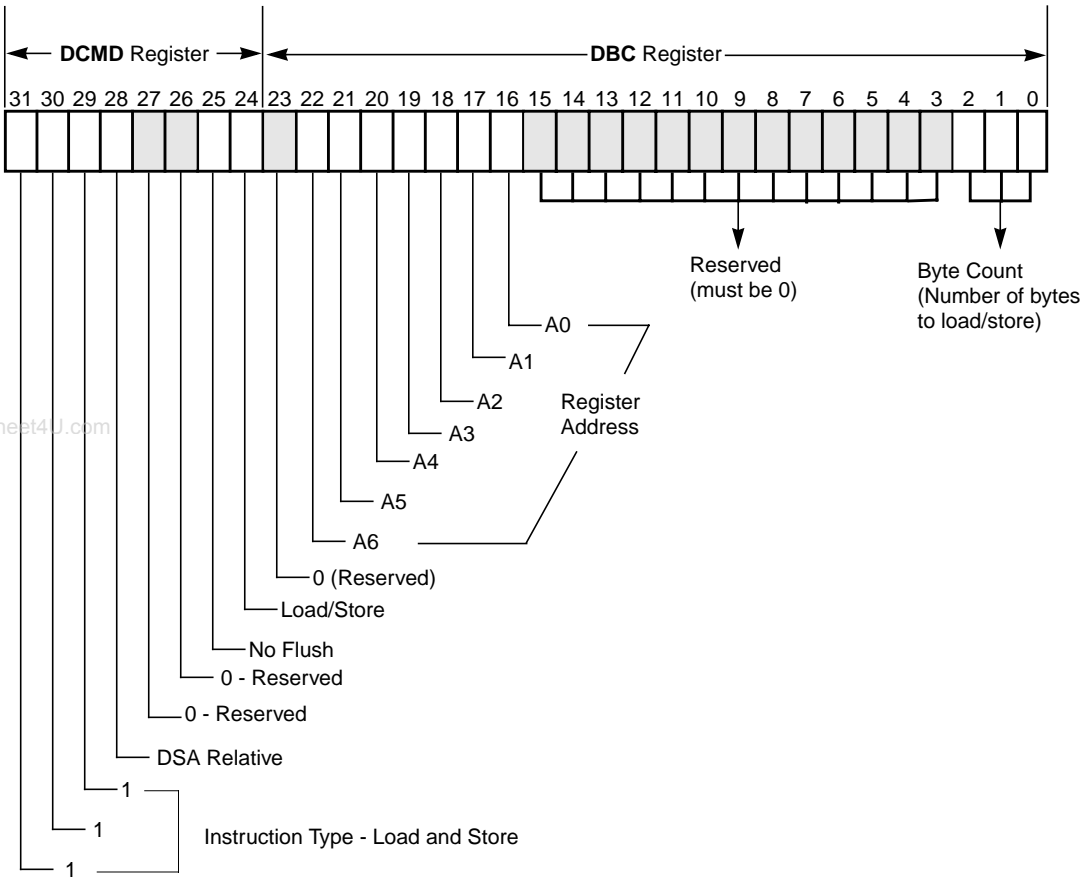 DCMD Register DBC Register
31 30 29 28 27 26 25 24 23 22 21 20 19 18 17 16 15 14 13 12 11 10 9 8 7 6 5 4 3 2 1 0
Reserved
(must be 0)
Byte Count
(Number of bytes
to load/store)
A0
A1
A2
A3
A4
A5
A6
Register
Address
0 (Reserved)
Load/Store
No Flush
0 - Reserved
0 - Reserved
DSA Relative
1
1
1
Instruction Type - Load and Store
heet4U.com